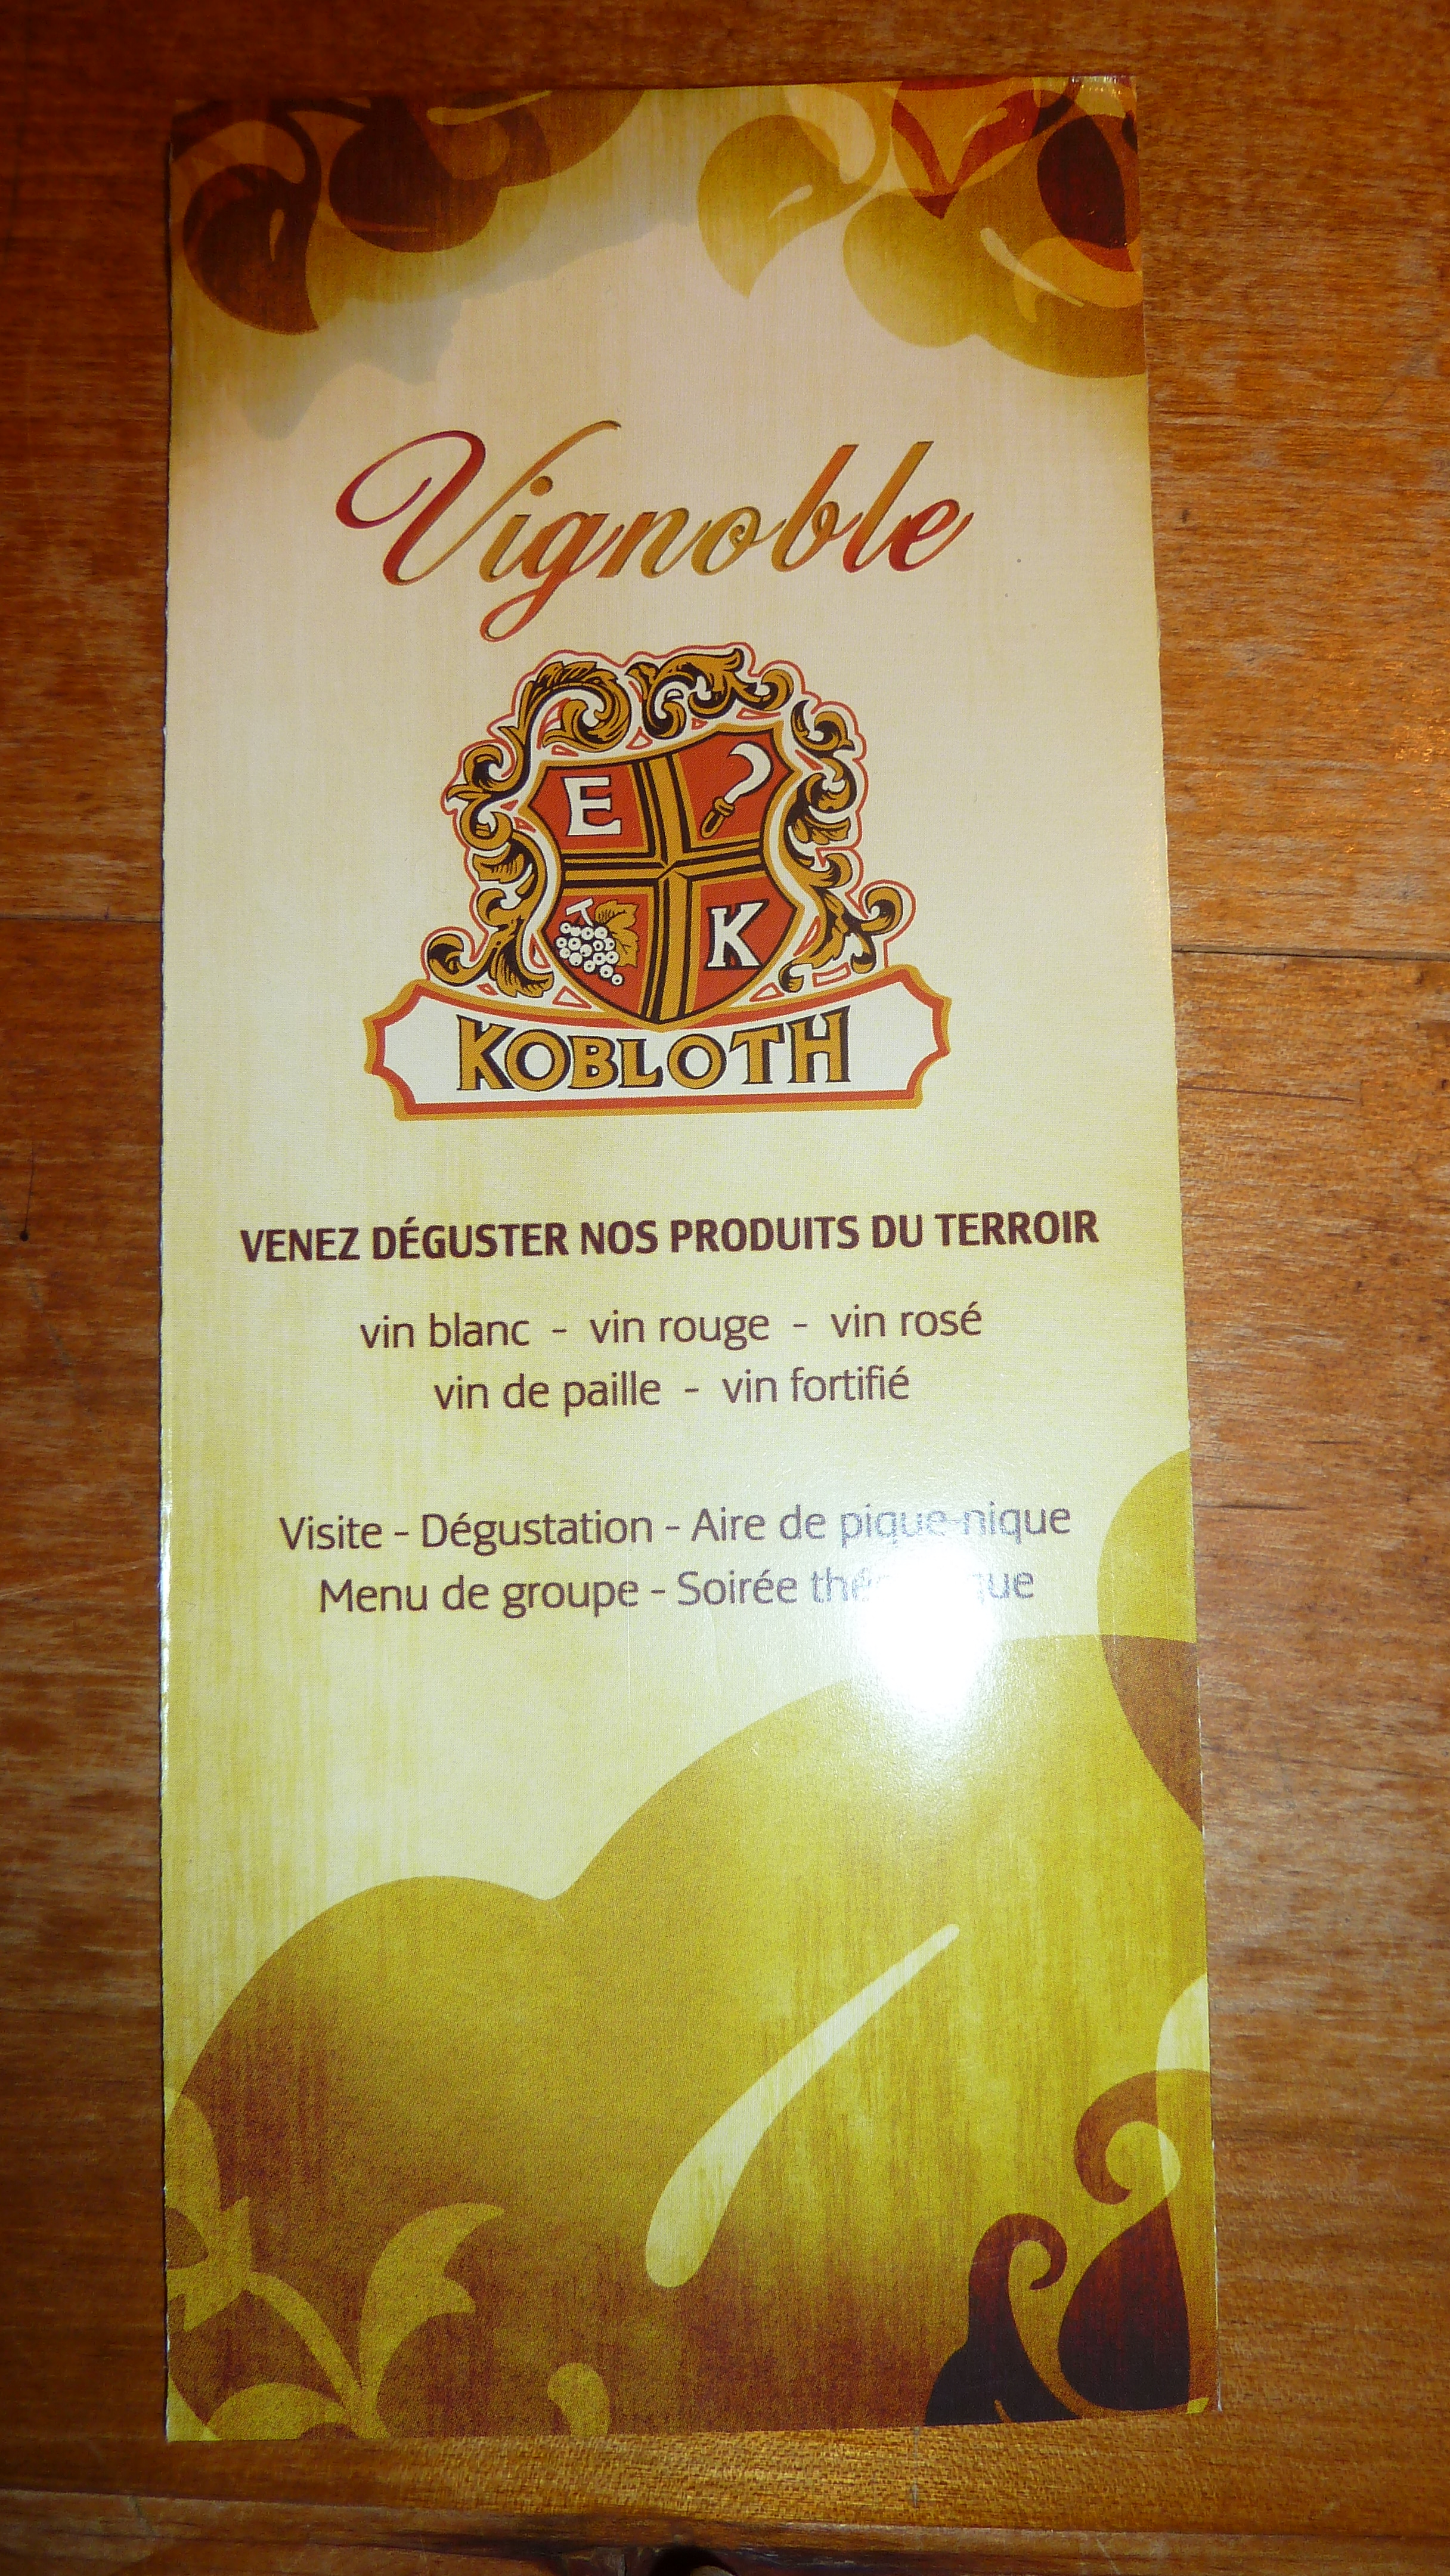 Vignoble
E
K
KOBLOTH
VENEZ DÉGUSTER NOS PRODUITS DU TERROIR
vin blanc - vin rouge - vin rosé
vin de paille - vin fortifié
Visite - Dégustation - Aire de pique-nique
Menu de groupe - Soirée